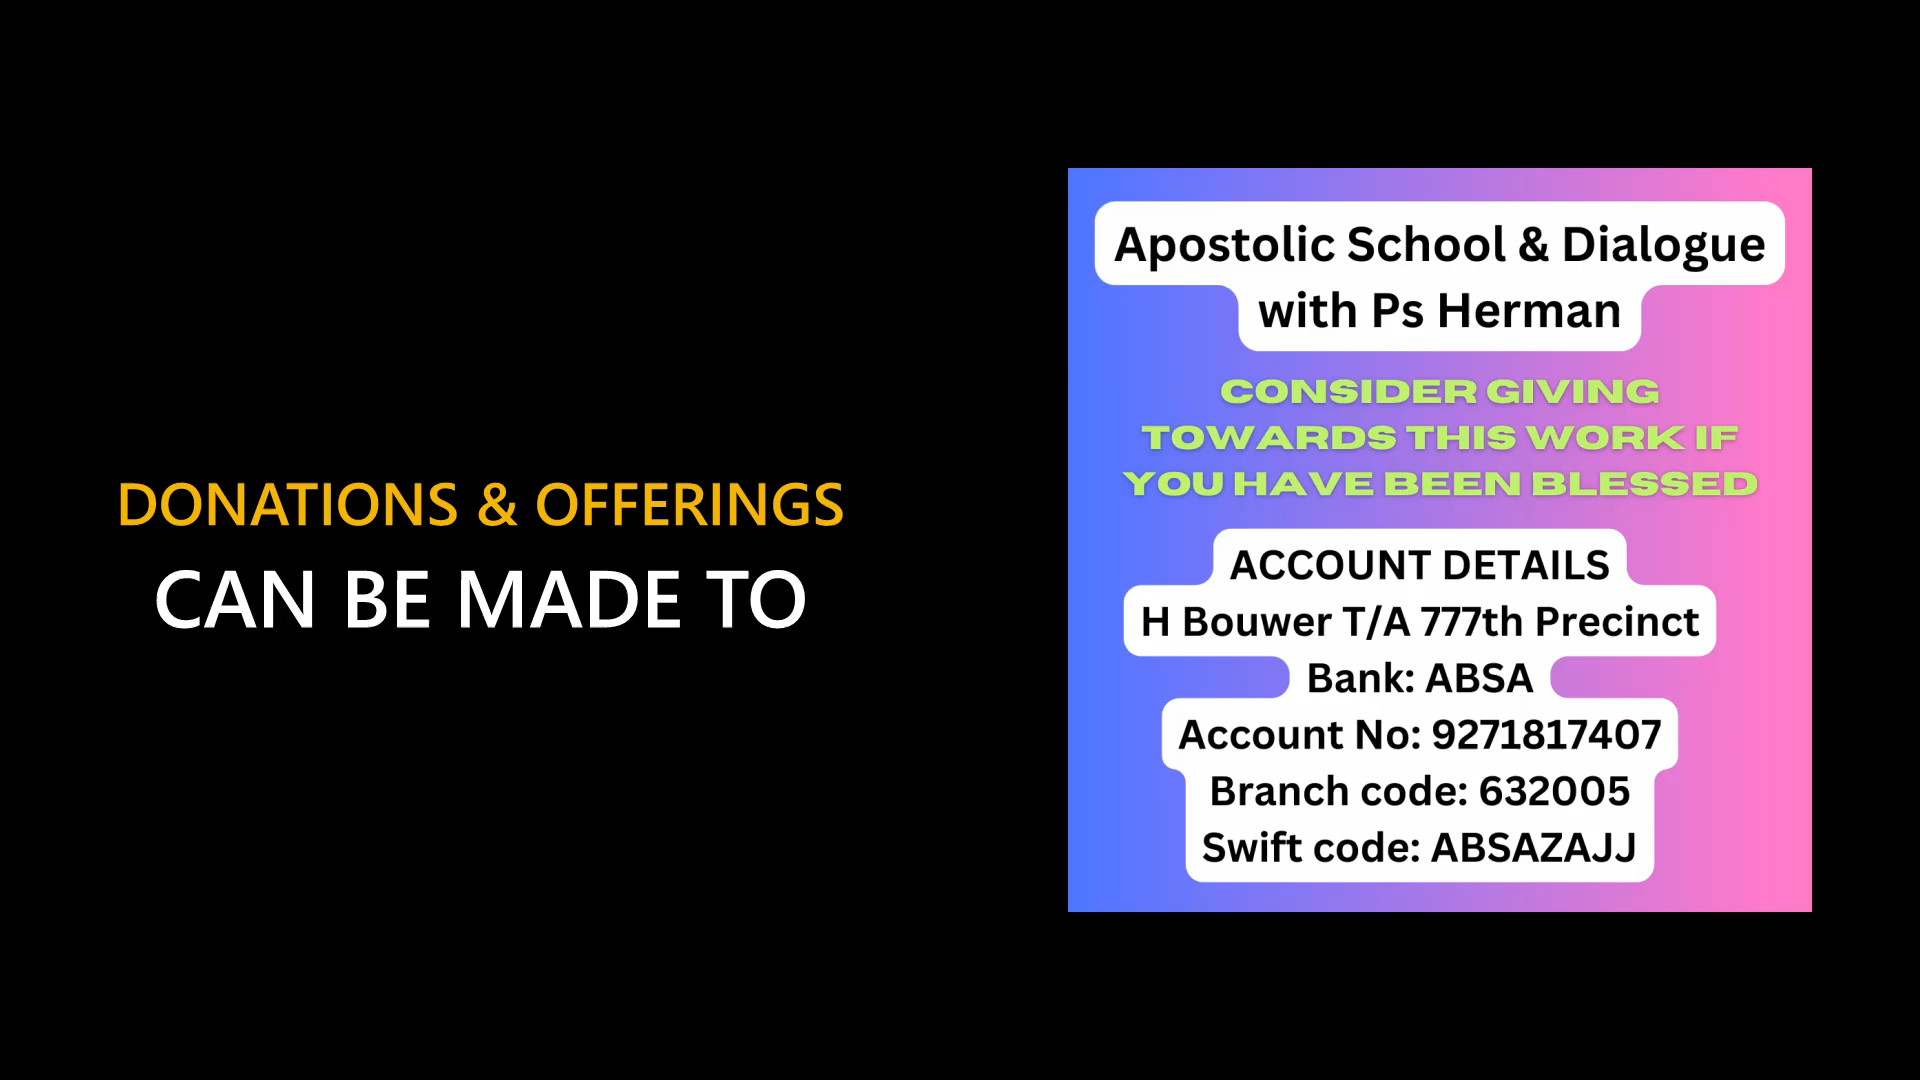 DONATIONS & OFFERINGS
CAN BE MADE TO
Apostolic School & Dialogue
with Ps Herman
CONSIDER GIVING
TOWARDS THIS WORK IF
YOU HAVE BEEN BLESSED
ACCOUNT DETAILS
H Bouwer T/A 777th Precinct
Bank: ABSA
Account No: 9271817407
Branch code: 632005
Swift code: ABSAZAJJ